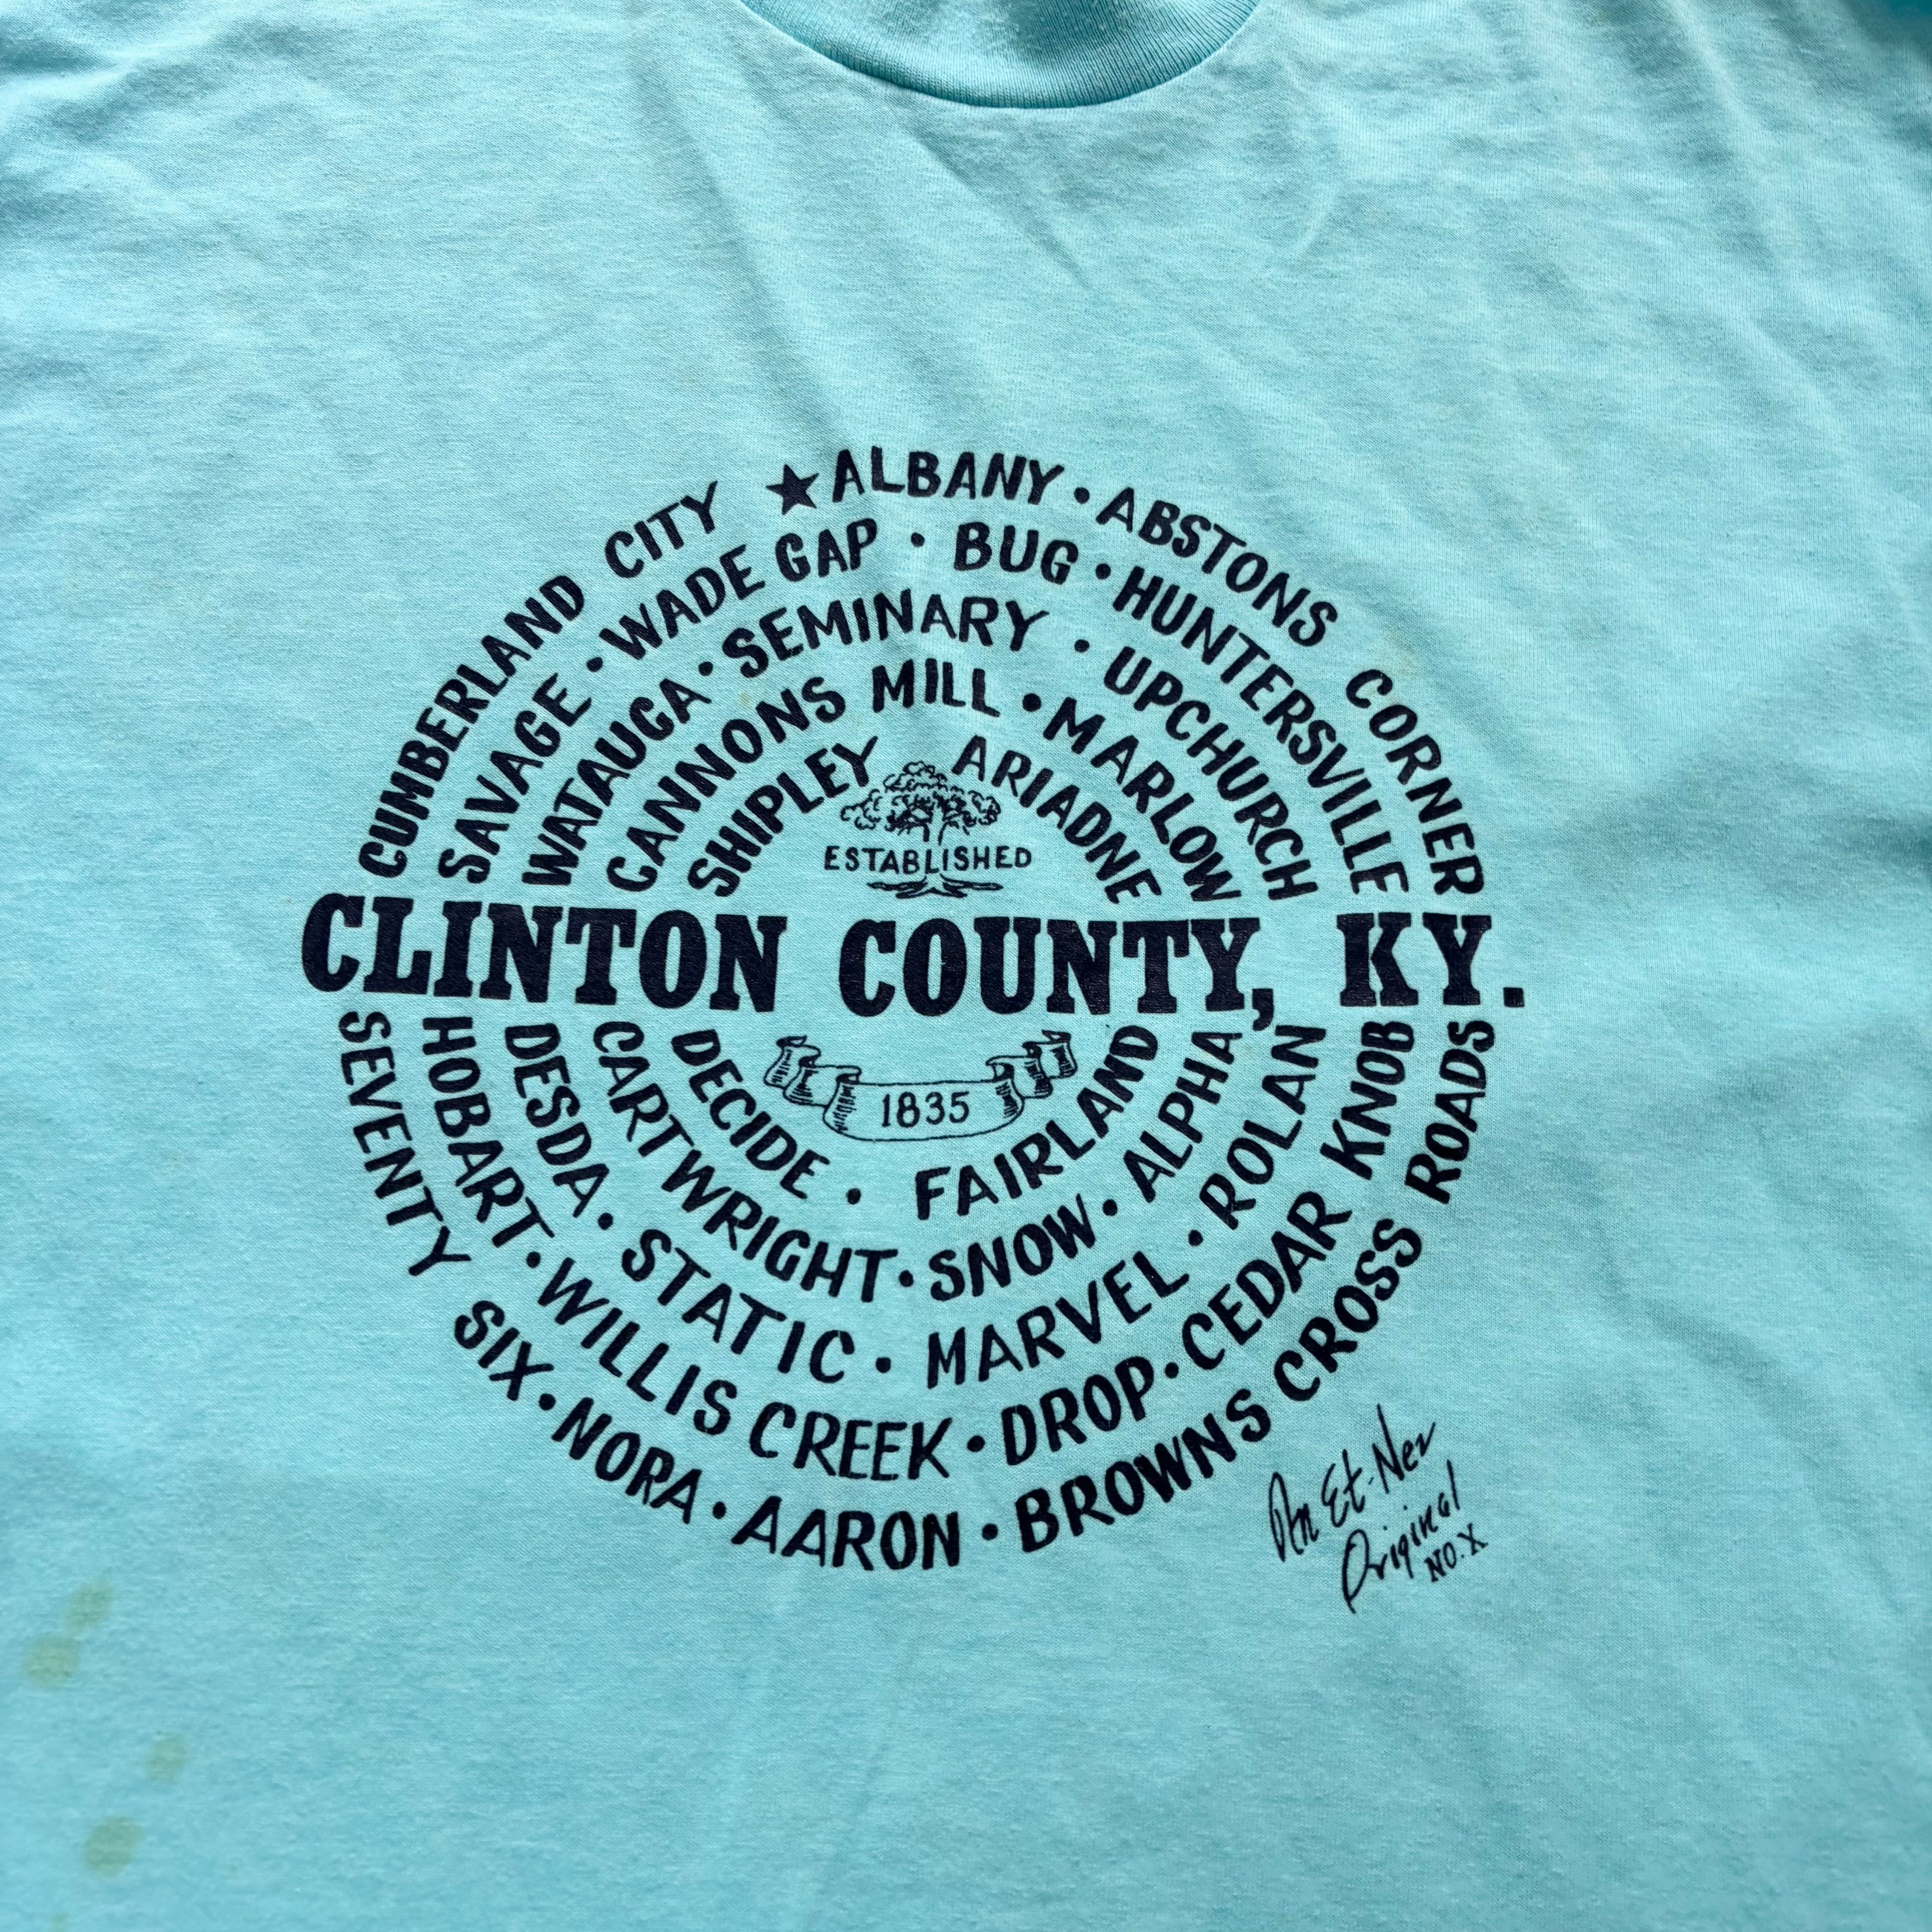 ★ALBANY • ABSTONS CORNER
BROWNS CROSS ROADS
• AARON •
NORA •
SEVENTY SIX •
CUMBERLAND CITY
BUG • HUNTERSVILLE
CEDAR KNOB
DROP •
WILLIS CREEK •
HOBART •
SAVAGE • WADE GAP •
SEMINARY • UPCHURCH
ROLAN
MARVEL •
STATIC •
DESDA •
WATAUGA •
CANNONS MILL • MARLOW
ALPHA
SNOW •
CARTWRIGHT •
SHIPLEY
ARIADNE
FAIRLAND
DECIDE •
ESTABLISHED
CLINTON COUNTY, KY.
1835
Original
NO. X